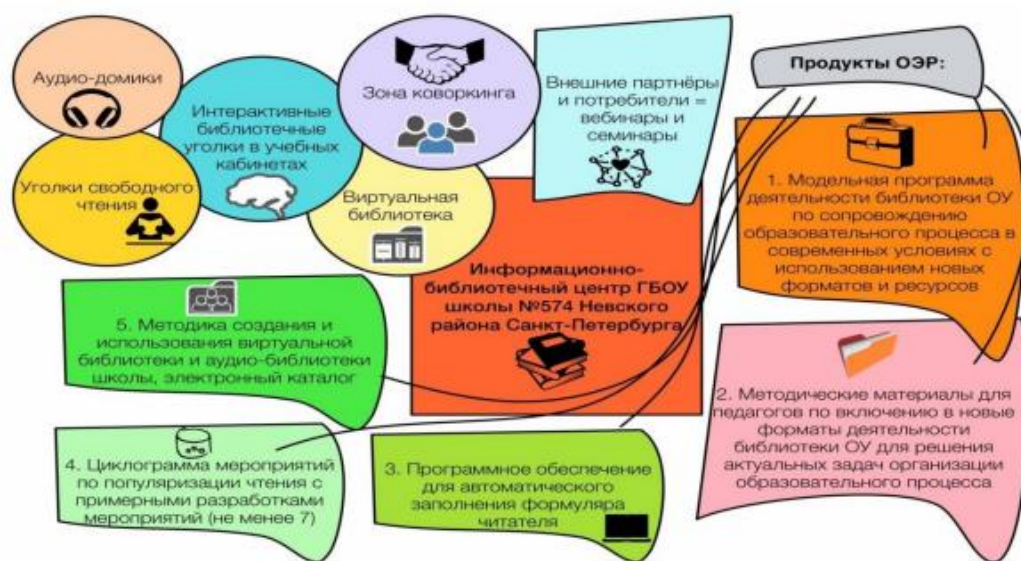 Аудио-домики
Интерактивные
библиотечные
уголки в учебных
кабинетах
Зона коворкинга
Уголки свободного
чтения
Виртуальная
библиотека
Внешние партнёры
и потребители =
вебинары и
семинары
Информационно-
библиотечный центр ГБОУ
школы №574 Невского
района Санкт-Петербурга
Продукты ОЭР:
1. Модельная программа
деятельности библиотеки ОУ
по сопровождению
образовательного процесса в
современных условиях с
использованием новых
форматов и ресурсов
2. Методические материалы для
педагогов по включению в новые
форматы деятельности
библиотеки ОУ для решения
актуальных задач организации
образовательного процесса
3. Программное обеспечение
для автоматического
заполнения формуляра
читателя
4. Циклограмма мероприятий
по популяризации чтения с
примерными разработками
мероприятий (не менее 7)
5. Методика создания и
использования виртуальной
библиотеки и аудио-библиотеки
школы, электронный каталог